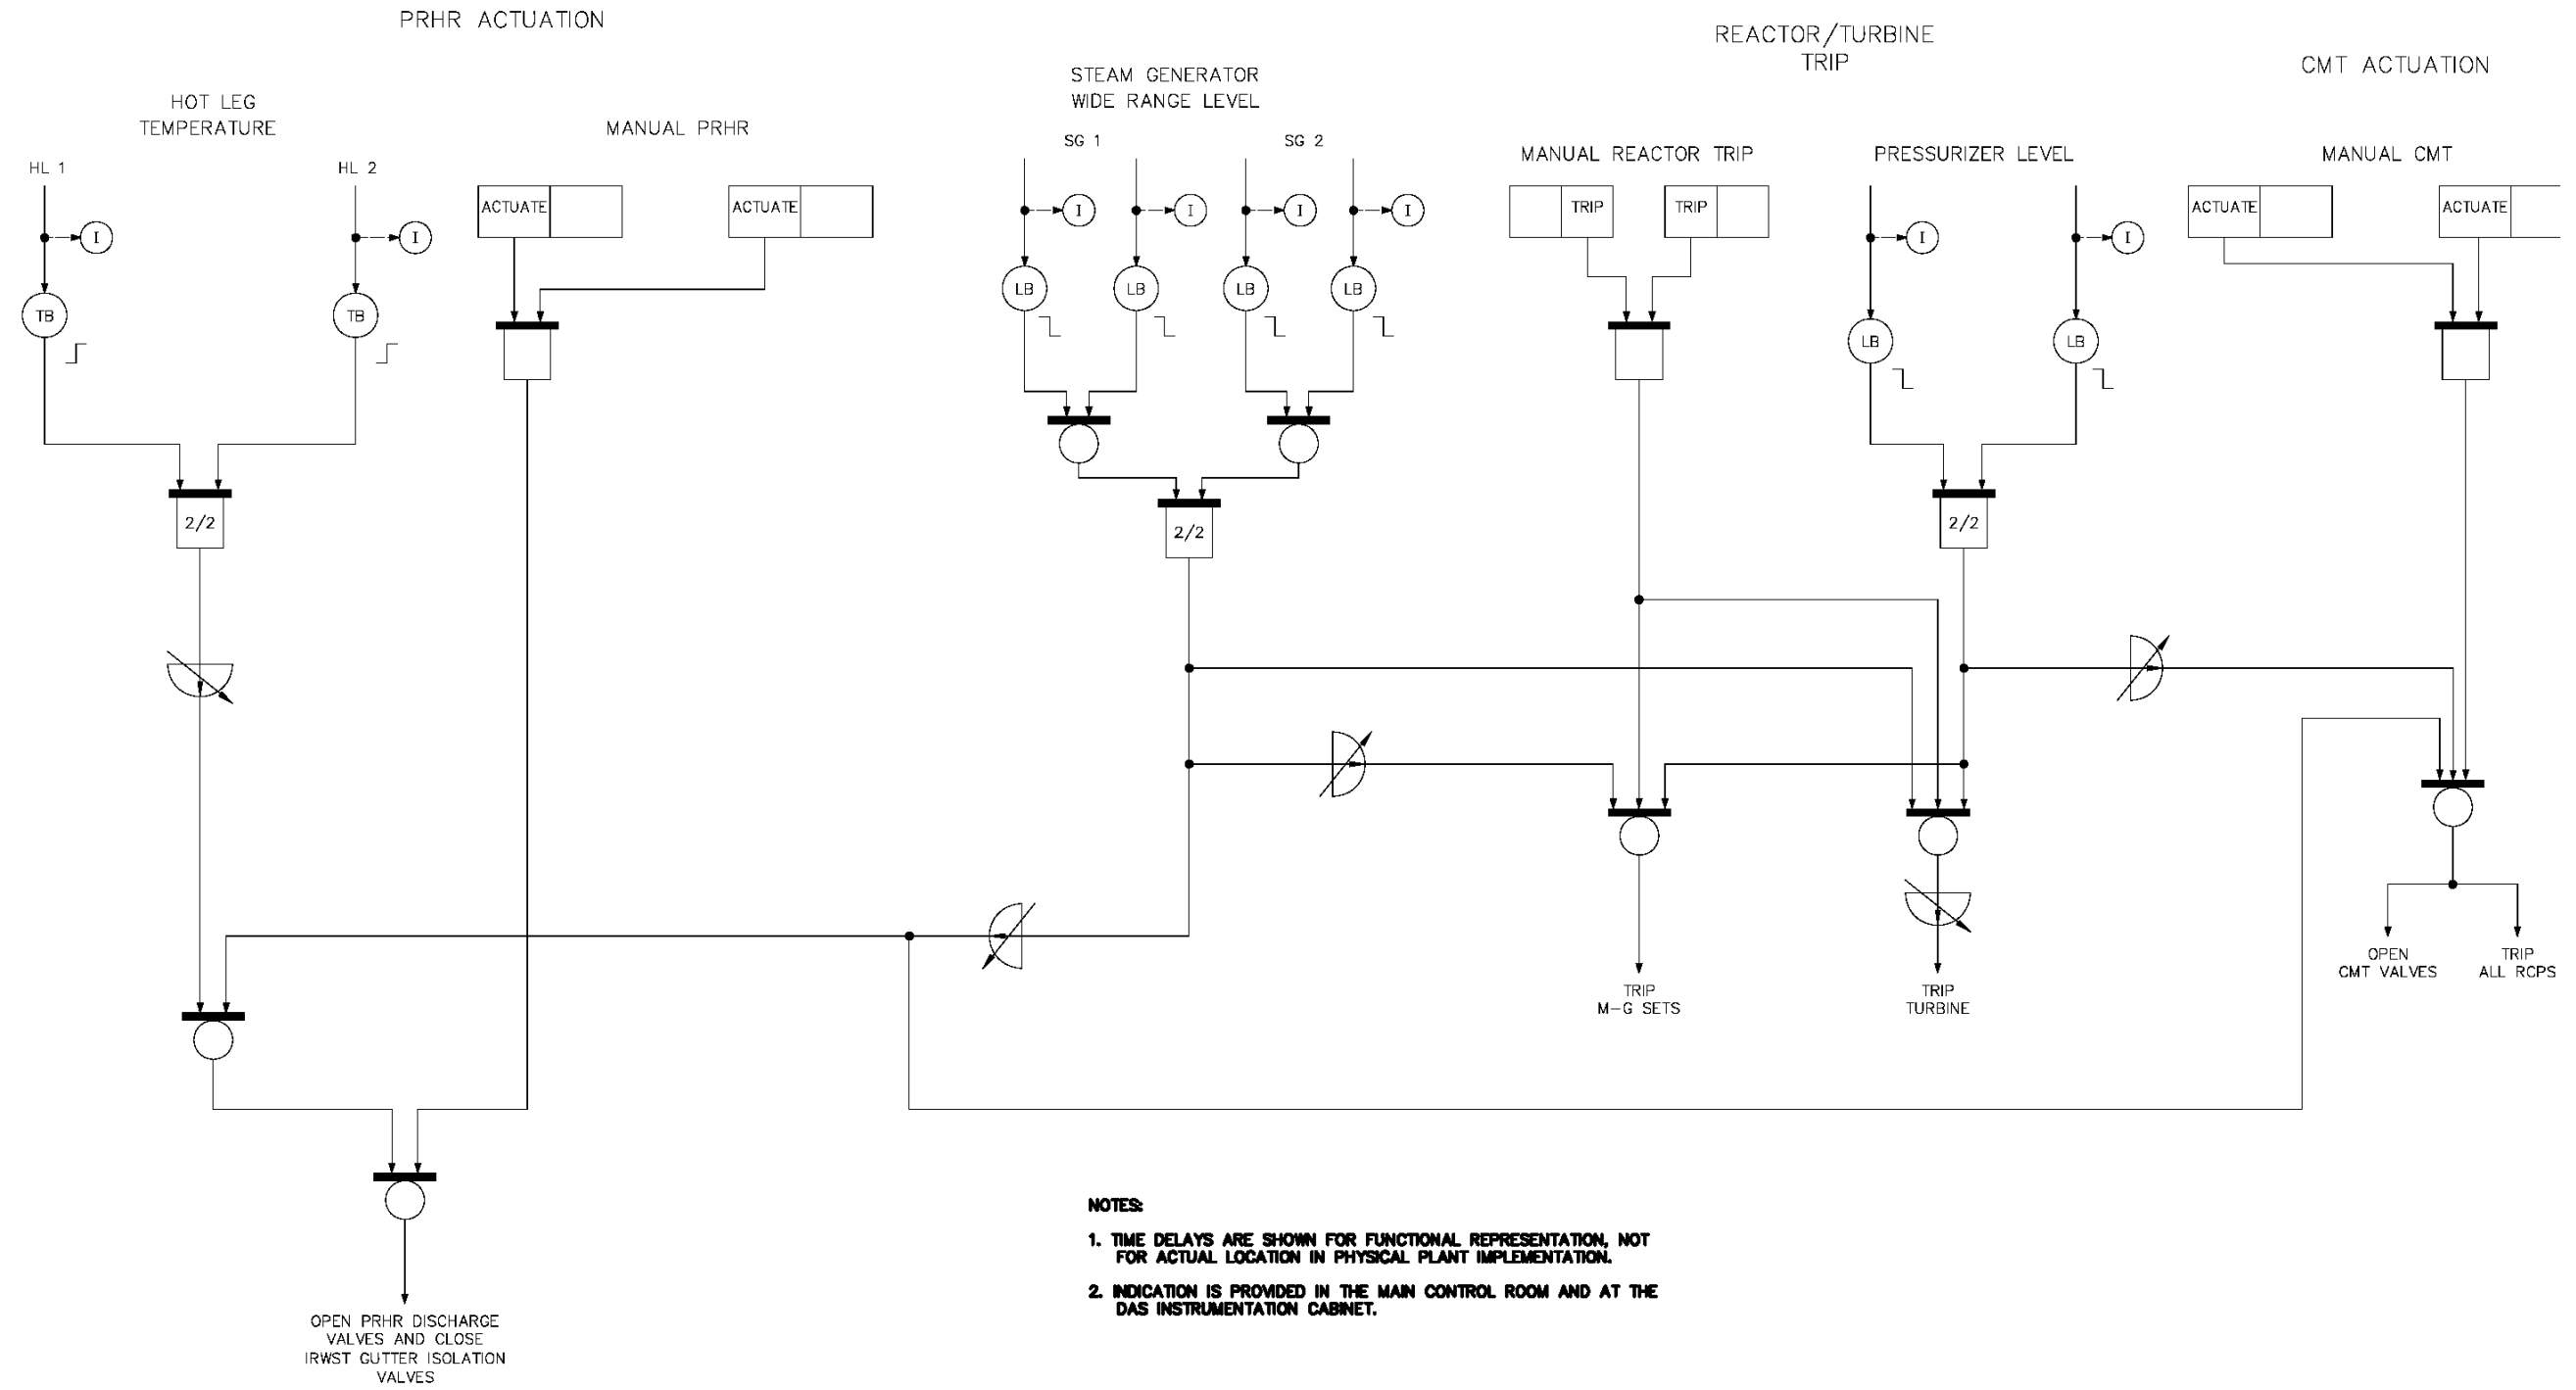 PRHR ACTUATION
REACTOR/TURBINE
TRIP
CMT ACTUATION
HOT LEG
TEMPERATURE
MANUAL PRHR
STEAM GENERATOR
WIDE RANGE LEVEL
SG 1
SG 2
MANUAL REACTOR TRIP
PRESSURIZER LEVEL
MANUAL CMT
HL 1
HL 2
ACTUATE
ACTUATE
TRIP
TRIP
ACTUATE
ACTUATE
I
I
I
I
I
I
I
I
TB
TB
LB
LB
LB
LB
LB
LB
2/2
2/2
2/2
OPEN
CMT VALVES
TRIP
ALL RCPS
TRIP
M-G SETS
TRIP
TURBINE
NOTES:
1. TIME DELAYS ARE SHOWN FOR FUNCTIONAL REPRESENTATION, NOT
FOR ACTUAL LOCATION IN PHYSICAL PLANT IMPLEMENTATION.
2. INDICATION IS PROVIDED IN THE MAIN CONTROL ROOM AND AT THE
DAS INSTRUMENTATION CABINET.
OPEN PRHR DISCHARGE
VALVES AND CLOSE
IRWST GUTTER ISOLATION
VALVES